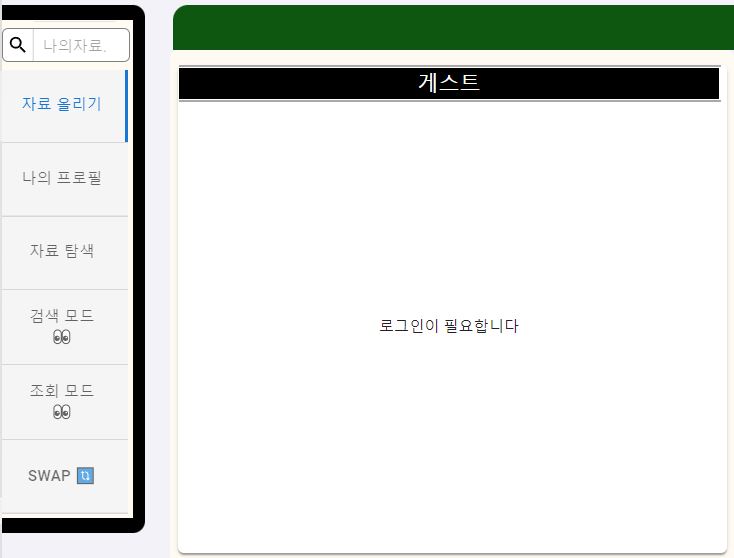 나의자료.
자료 올리기
나의 프로필
자료 탐색
검색 모드
👀
조회 모드
👀
SWAP 🔃
게스트
로그인이 필요합니다